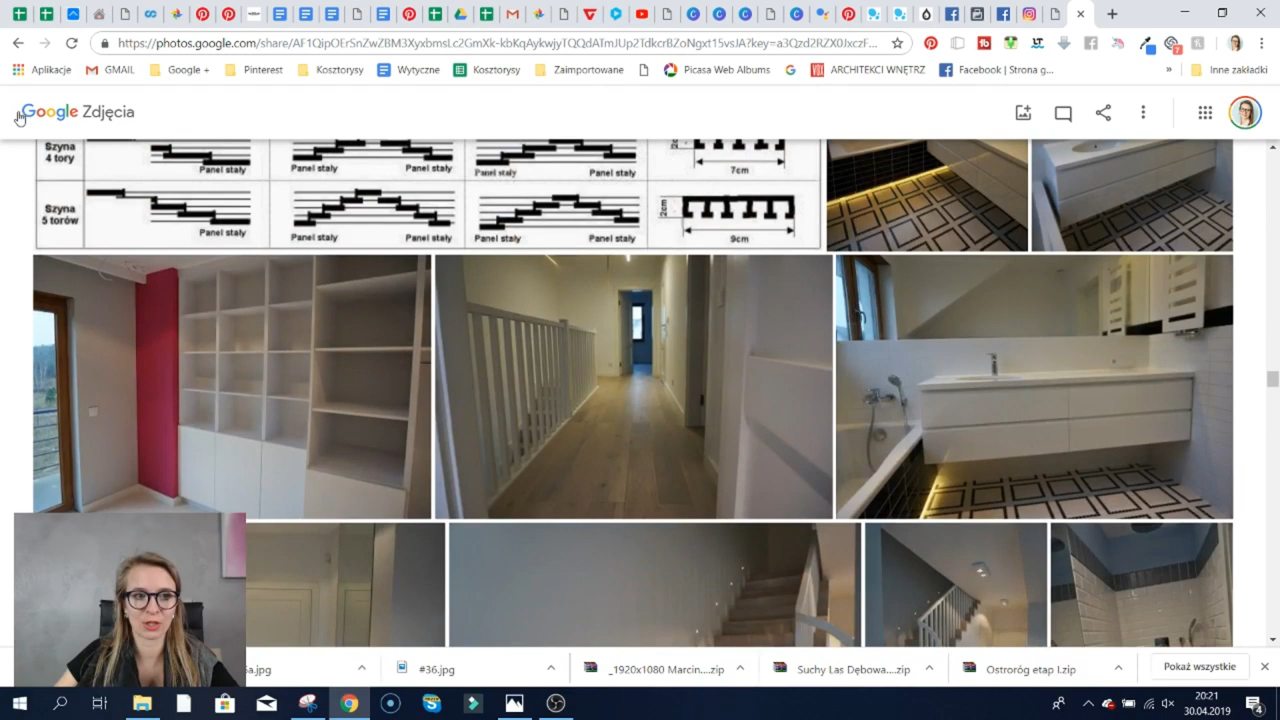 https://photos.google.com/share/AF1QipOErSnZwZBM3XyxbmsLc2GmXk-kbKqAykwjyTQQdATmJUp2TdkcrBZoNgxt15vsJA?key=a3Qzd2RZX0JxczF...
Aplikacje
GMAIL
Google +
Pinterest
Kosztorysy
Wytyczne
Kosztorysy
Zaimportowane
Picasa Web Albums
ARCHITEKCI WNĘTRZ
Facebook | Strona g...
»
Inne zakładki
Google Zdjęcia
Szyna
4 tory
Panel stały
Panel stały
Panel stały
Panel stały
Panel stały
7cm
Szyna
5 torów
Panel stały
Panel stały
Panel stały
Panel stały
Panel stały
2cm
9cm
a.jpg
#36.jpg
_1920x1080 Marcin....zip
Suchy Las Dębowa...zip
Ostroróg etap I.zip
Pokaż wszystkie
20:21
30.04.2019
4